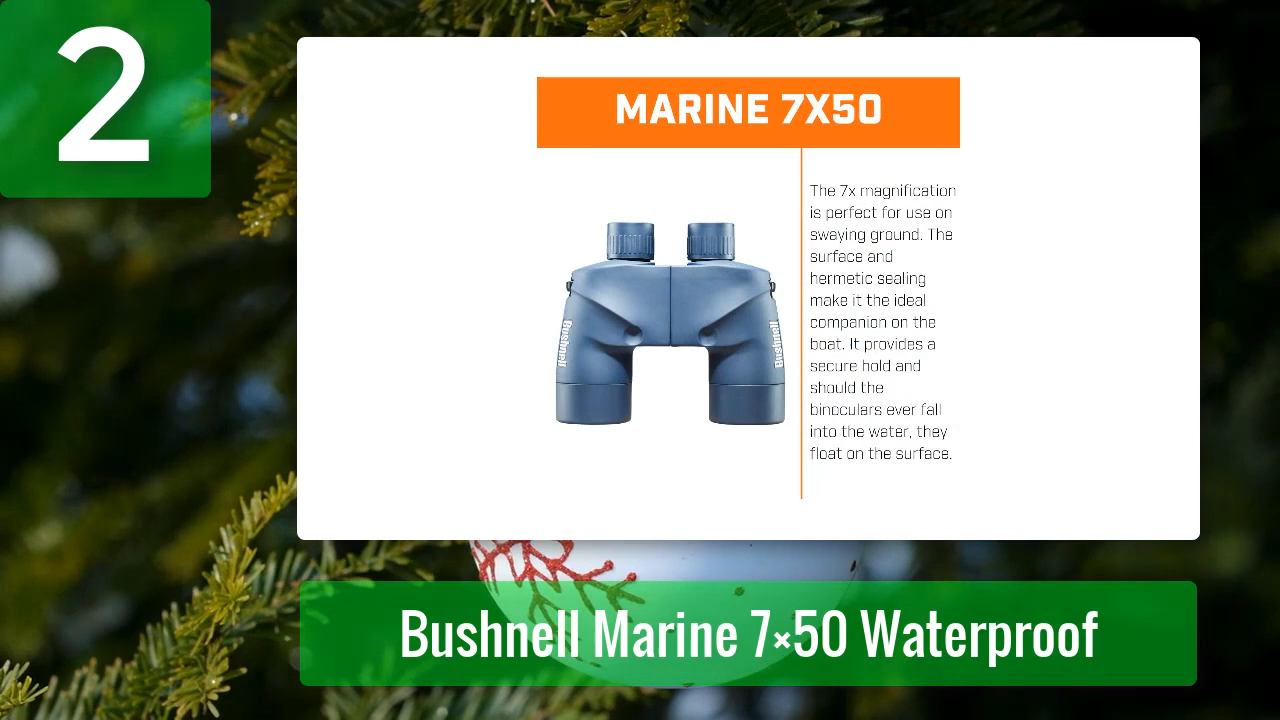 2
MARINE 7X50
The 7x magnification
is perfect for use on
swaying ground. The
surface and
hermetic sealing
make it the ideal
companion on the
boat. It provides a
secure hold and
should the
binoculars ever fall
into the water, they
float on the surface.
Bushnell
Bushnell
Bushnell Marine 7×50 Waterproof